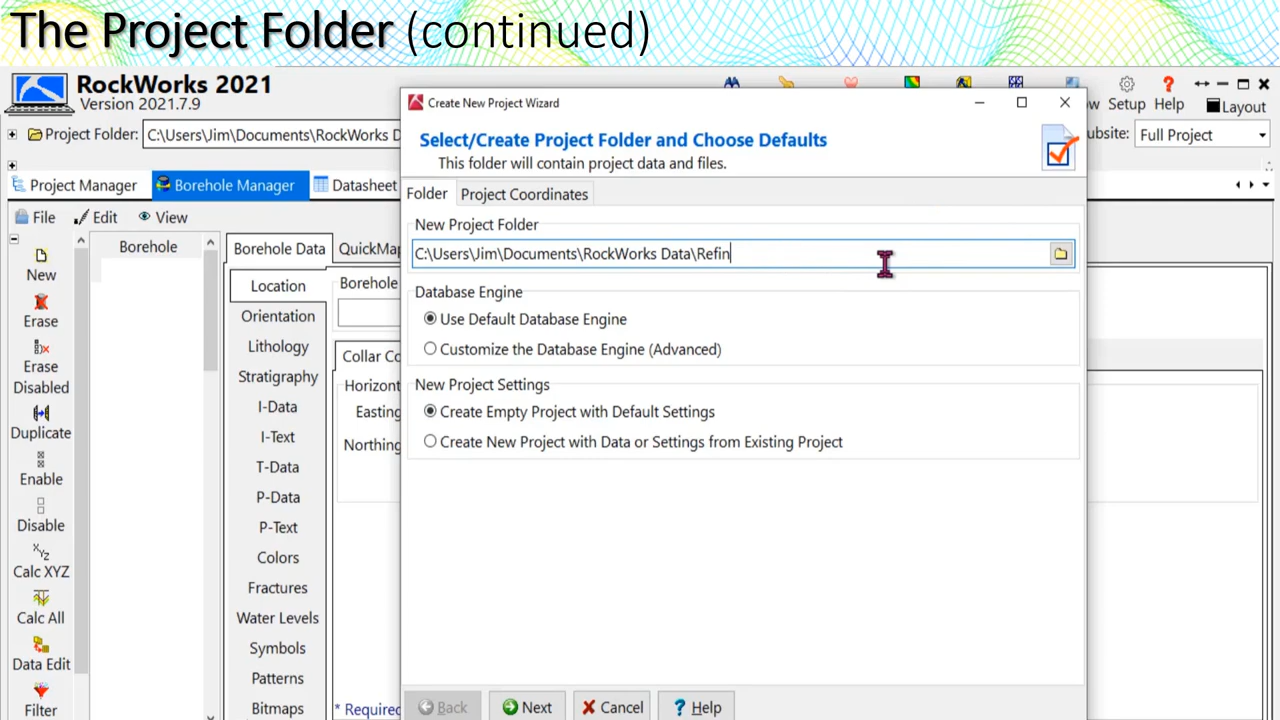 The Project Folder (continued)
RockWorks 2021
Version 2021.7.9
Setup Help Layout
Project Folder: C:\Users\Jim\Documents\RockWorks D
Full Project
Project Manager Borehole Manager Datasheet
File Edit View
New
Erase
Erase
Disabled
Duplicate
Enable
Disable
Calc XYZ
Calc All
Data Edit
Filter
Borehole
Borehole Data QuickMap
Location
Orientation
Lithology
Stratigraphy
I-Data
I-Text
T-Data
P-Data
P-Text
Colors
Fractures
Water Levels
Symbols
Patterns
Bitmaps
Borehole
Collar Co
Horizont
Easting
Northing
* Required
Create New Project Wizard
Select/Create Project Folder and Choose Defaults
This folder will contain project data and files.
Folder Project Coordinates
New Project Folder
C:\Users\Jim\Documents\RockWorks Data\Refin
Database Engine
Use Default Database Engine
Customize the Database Engine (Advanced)
New Project Settings
Create Empty Project with Default Settings
Create New Project with Data or Settings from Existing Project
Back Next Cancel Help